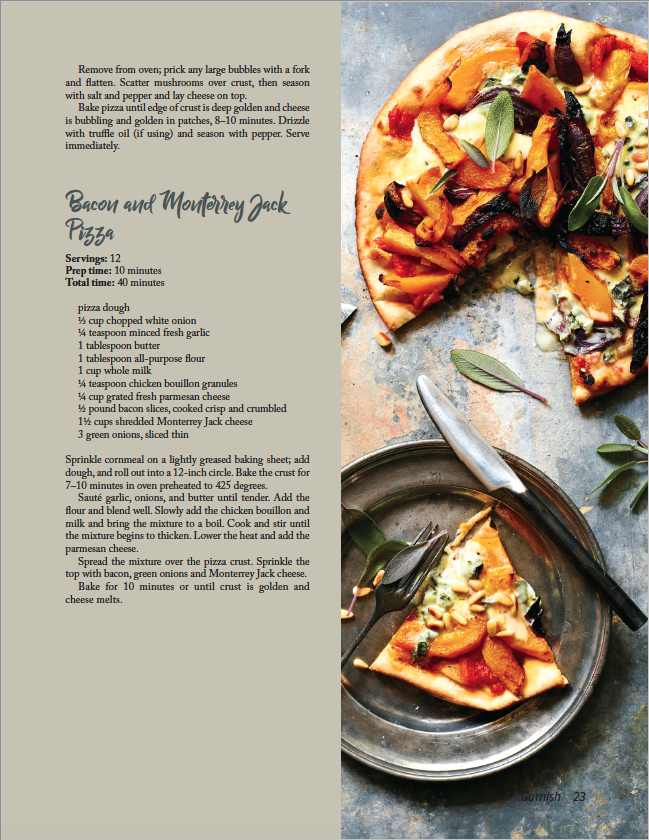 Remove from oven; prick any large bubbles with a fork
and flatten. Scatter mushrooms over crust, then season
with salt and pepper and lay cheese on top.
Bake pizza until edge of crust is deep golden and cheese
is bubbling and golden in patches, 8–10 minutes. Drizzle
with truffle oil (if using) and season with pepper. Serve
immediately.
Bacon and Monterrey Jack
Pizza
Servings: 12
Prep time: 10 minutes
Total time: 40 minutes
pizza dough
⅓ cup chopped white onion
¼ teaspoon minced fresh garlic
1 tablespoon butter
1 tablespoon all-purpose flour
1 cup whole milk
¼ teaspoon chicken bouillon granules
¼ cup grated fresh parmesan cheese
½ pound bacon slices, cooked crisp and crumbled
1½ cups shredded Monterrey Jack cheese
3 green onions, sliced thin
Sprinkle cornmeal on a lightly greased baking sheet; add
dough, and roll out into a 12-inch circle. Bake the crust for
7–10 minutes in oven preheated to 425 degrees.
Sauté garlic, onions, and butter until tender. Add the
flour and blend well. Slowly add the chicken bouillon and
milk and bring the mixture to a boil. Cook and stir until
the mixture begins to thicken. Lower the heat and add the
parmesan cheese.
Spread the mixture over the pizza crust. Sprinkle the
top with bacon, green onions and Monterrey Jack cheese.
Bake for 10 minutes or until crust is golden and
cheese melts.
Garnish 23